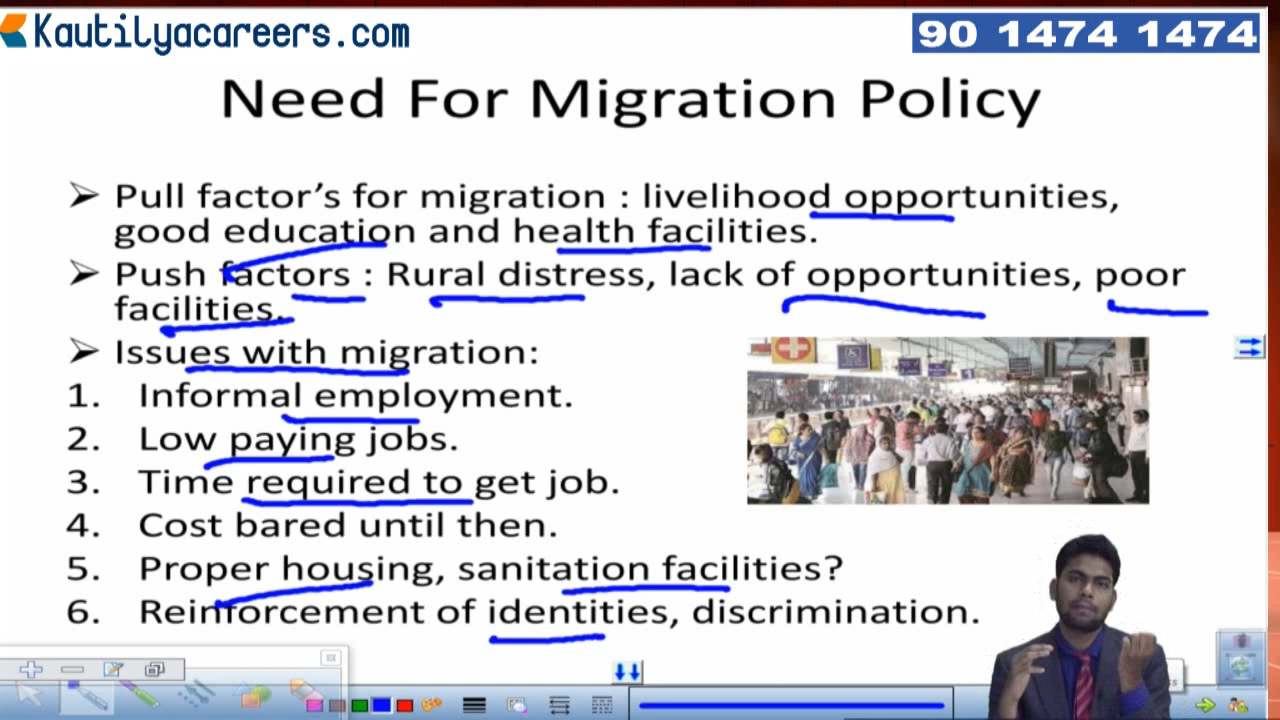 Kautilyacareers.com
90 1474 1474
Need For Migration Policy
Pull factor's for migration : livelihood opportunities,
good education and health facilities.
Push factors : Rural distress, lack of opportunities, poor
facilities.
Issues with migration:
1. Informal employment.
2. Low paying jobs.
3. Time required to get job.
4. Cost bared until then.
5. Proper housing, sanitation facilities?
6. Reinforcement of identities, discrimination.